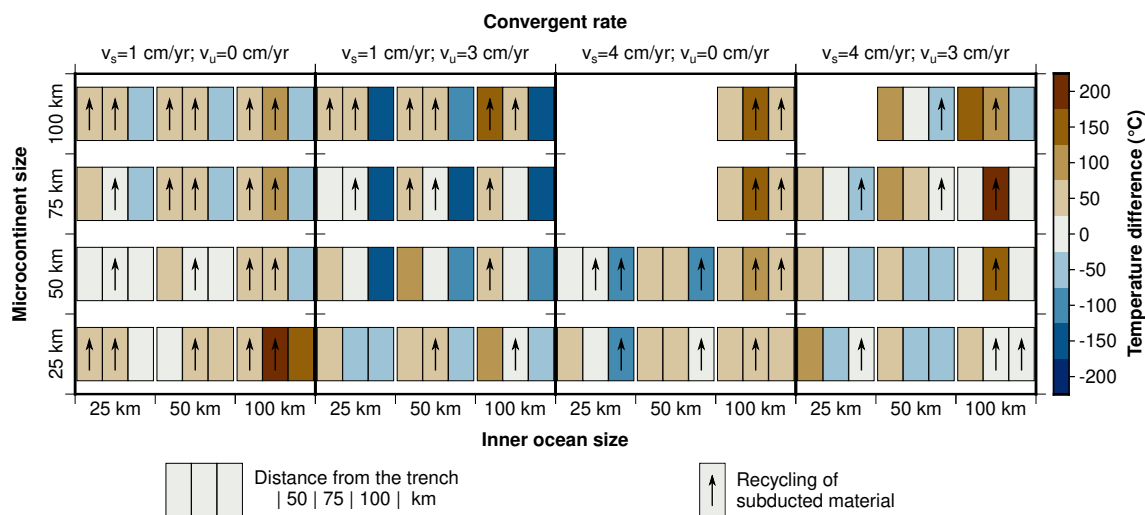 Convergent rate
vs=1 cm/yr; vu=0 cm/yr
vs=1 cm/yr; vu=3 cm/yr
vs=4 cm/yr; vu=0 cm/yr
vs=4 cm/yr; vu=3 cm/yr
Microcontinent size
100 km
75 km
50 km
25 km
200
150
100
50
0
-50
-100
-150
-200
Temperature difference (°C)
25 km
50 km
100 km
25 km
50 km
100 km
25 km
50 km
100 km
25 km
50 km
100 km
Inner ocean size
Distance from the trench
| 50 | 75 | 100 | km
Recycling of
subducted material